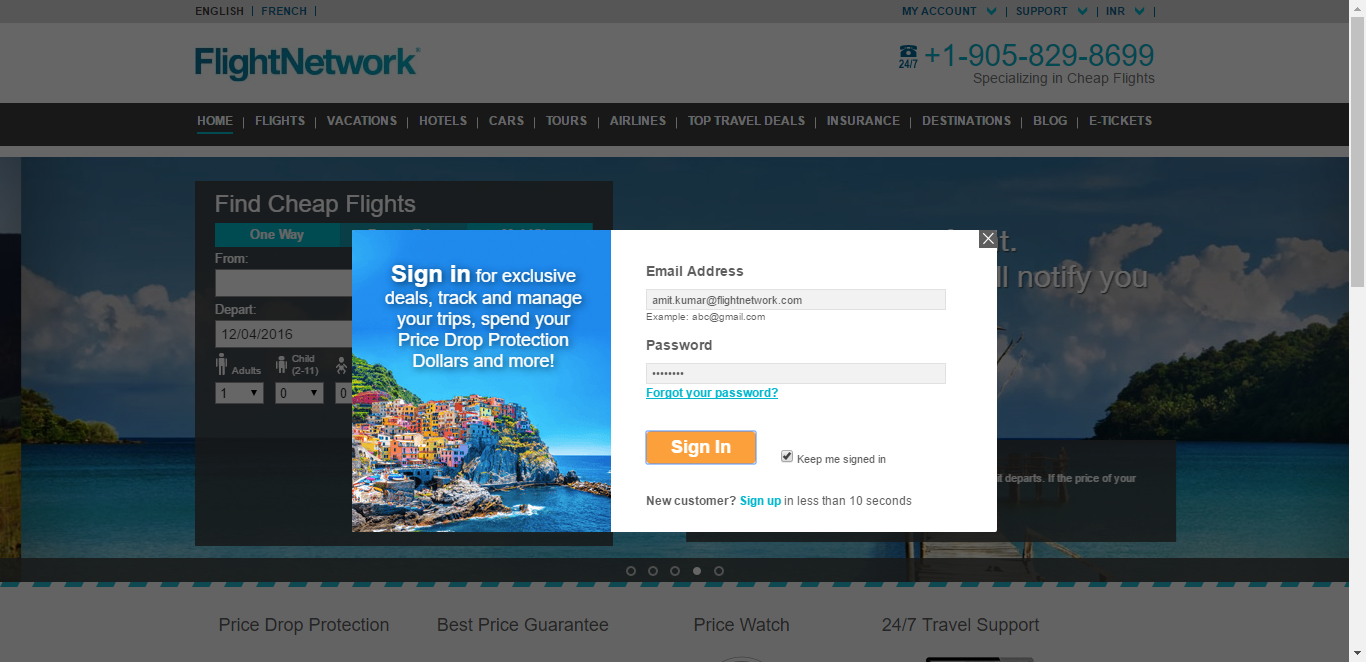 ENGLISH | FRENCH |
MY ACCOUNT | SUPPORT | INR |
FlightNetwork®
24/7 +1-905-829-8699
Specializing in Cheap Flights
HOME | FLIGHTS | VACATIONS | HOTELS | CARS | TOURS | AIRLINES | TOP TRAVEL DEALS | INSURANCE | DESTINATIONS | BLOG | E-TICKETS
Find Cheap Flights
One Way
From:
Depart:
12/04/2016
Adults
Child
(2-11)
1 0 0
Sign in for exclusive
deals, track and manage
your trips, spend your
Price Drop Protection
Dollars and more!
Email Address
amit.kumar@flightnetwork.com
Example: abc@gmail.com
Password
••••••••
Forgot your password?
Sign In
Keep me signed in
New customer? Sign up in less than 10 seconds
notify you
departs. If the price of your
Price Drop Protection
Best Price Guarantee
Price Watch
24/7 Travel Support